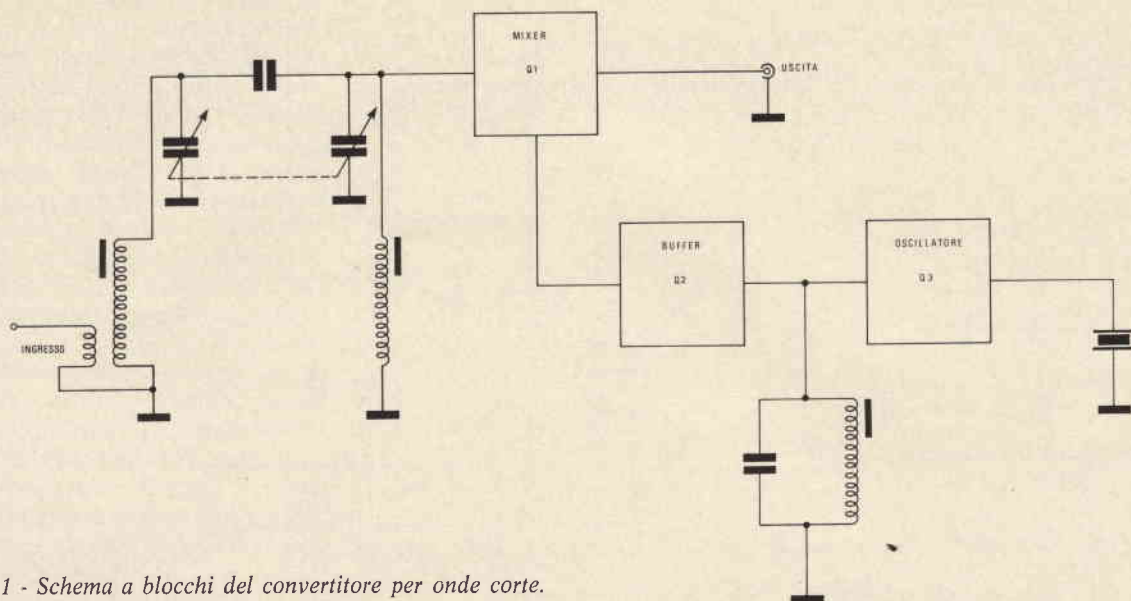 MIXER
Q1
USCITA
BUFFER
Q2
OSCILLATORE
Q3
INGRESSO
1 - Schema a blocchi del convertitore per onde corte.